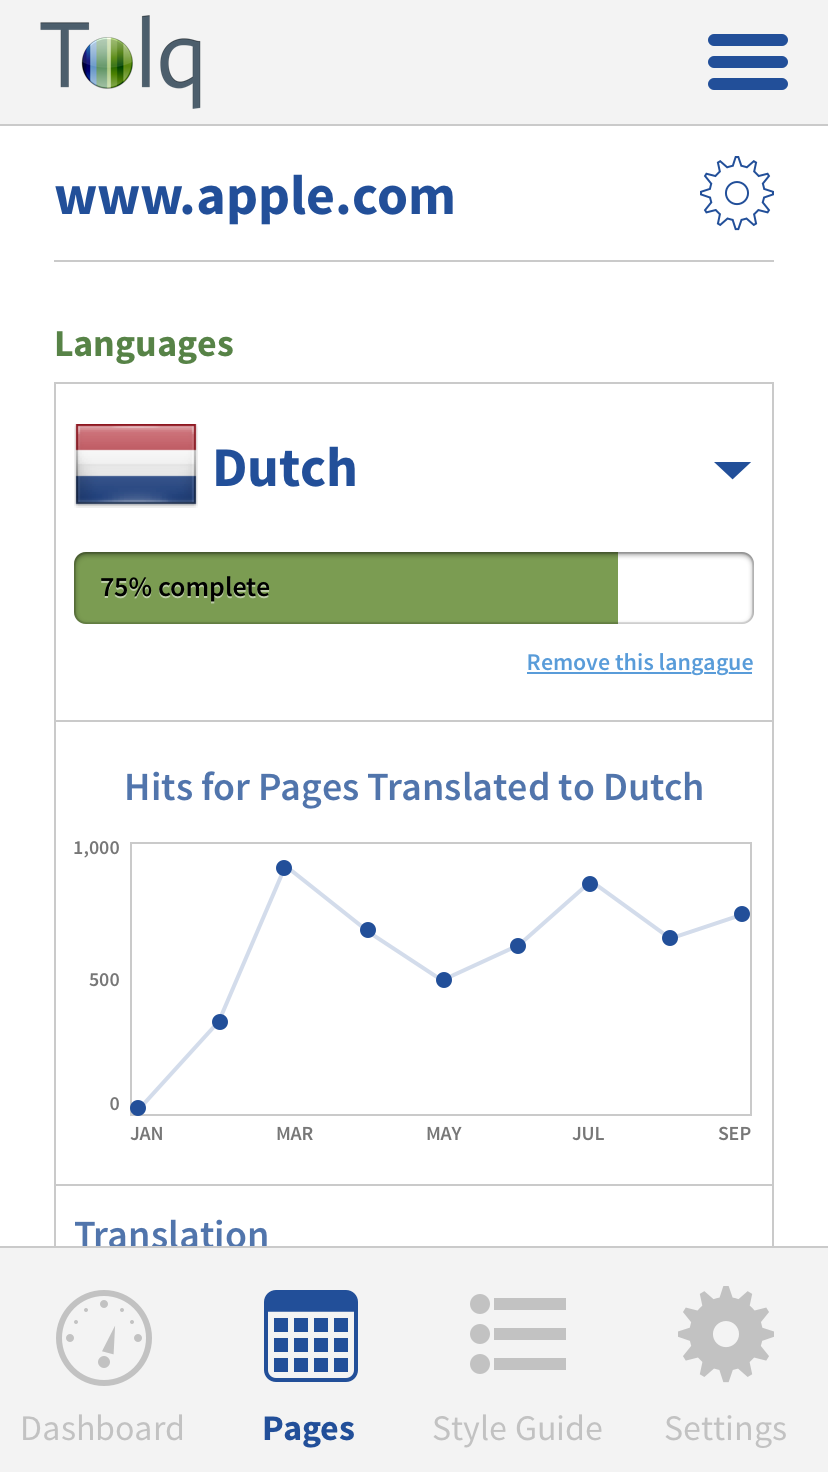 Tolq
www.apple.com
Languages
Dutch
75% complete
Remove this langague
Hits for Pages Translated to Dutch
1,000
500
0
JAN MAR MAY JUL SEP
Translation
Dashboard Pages Style Guide Settings